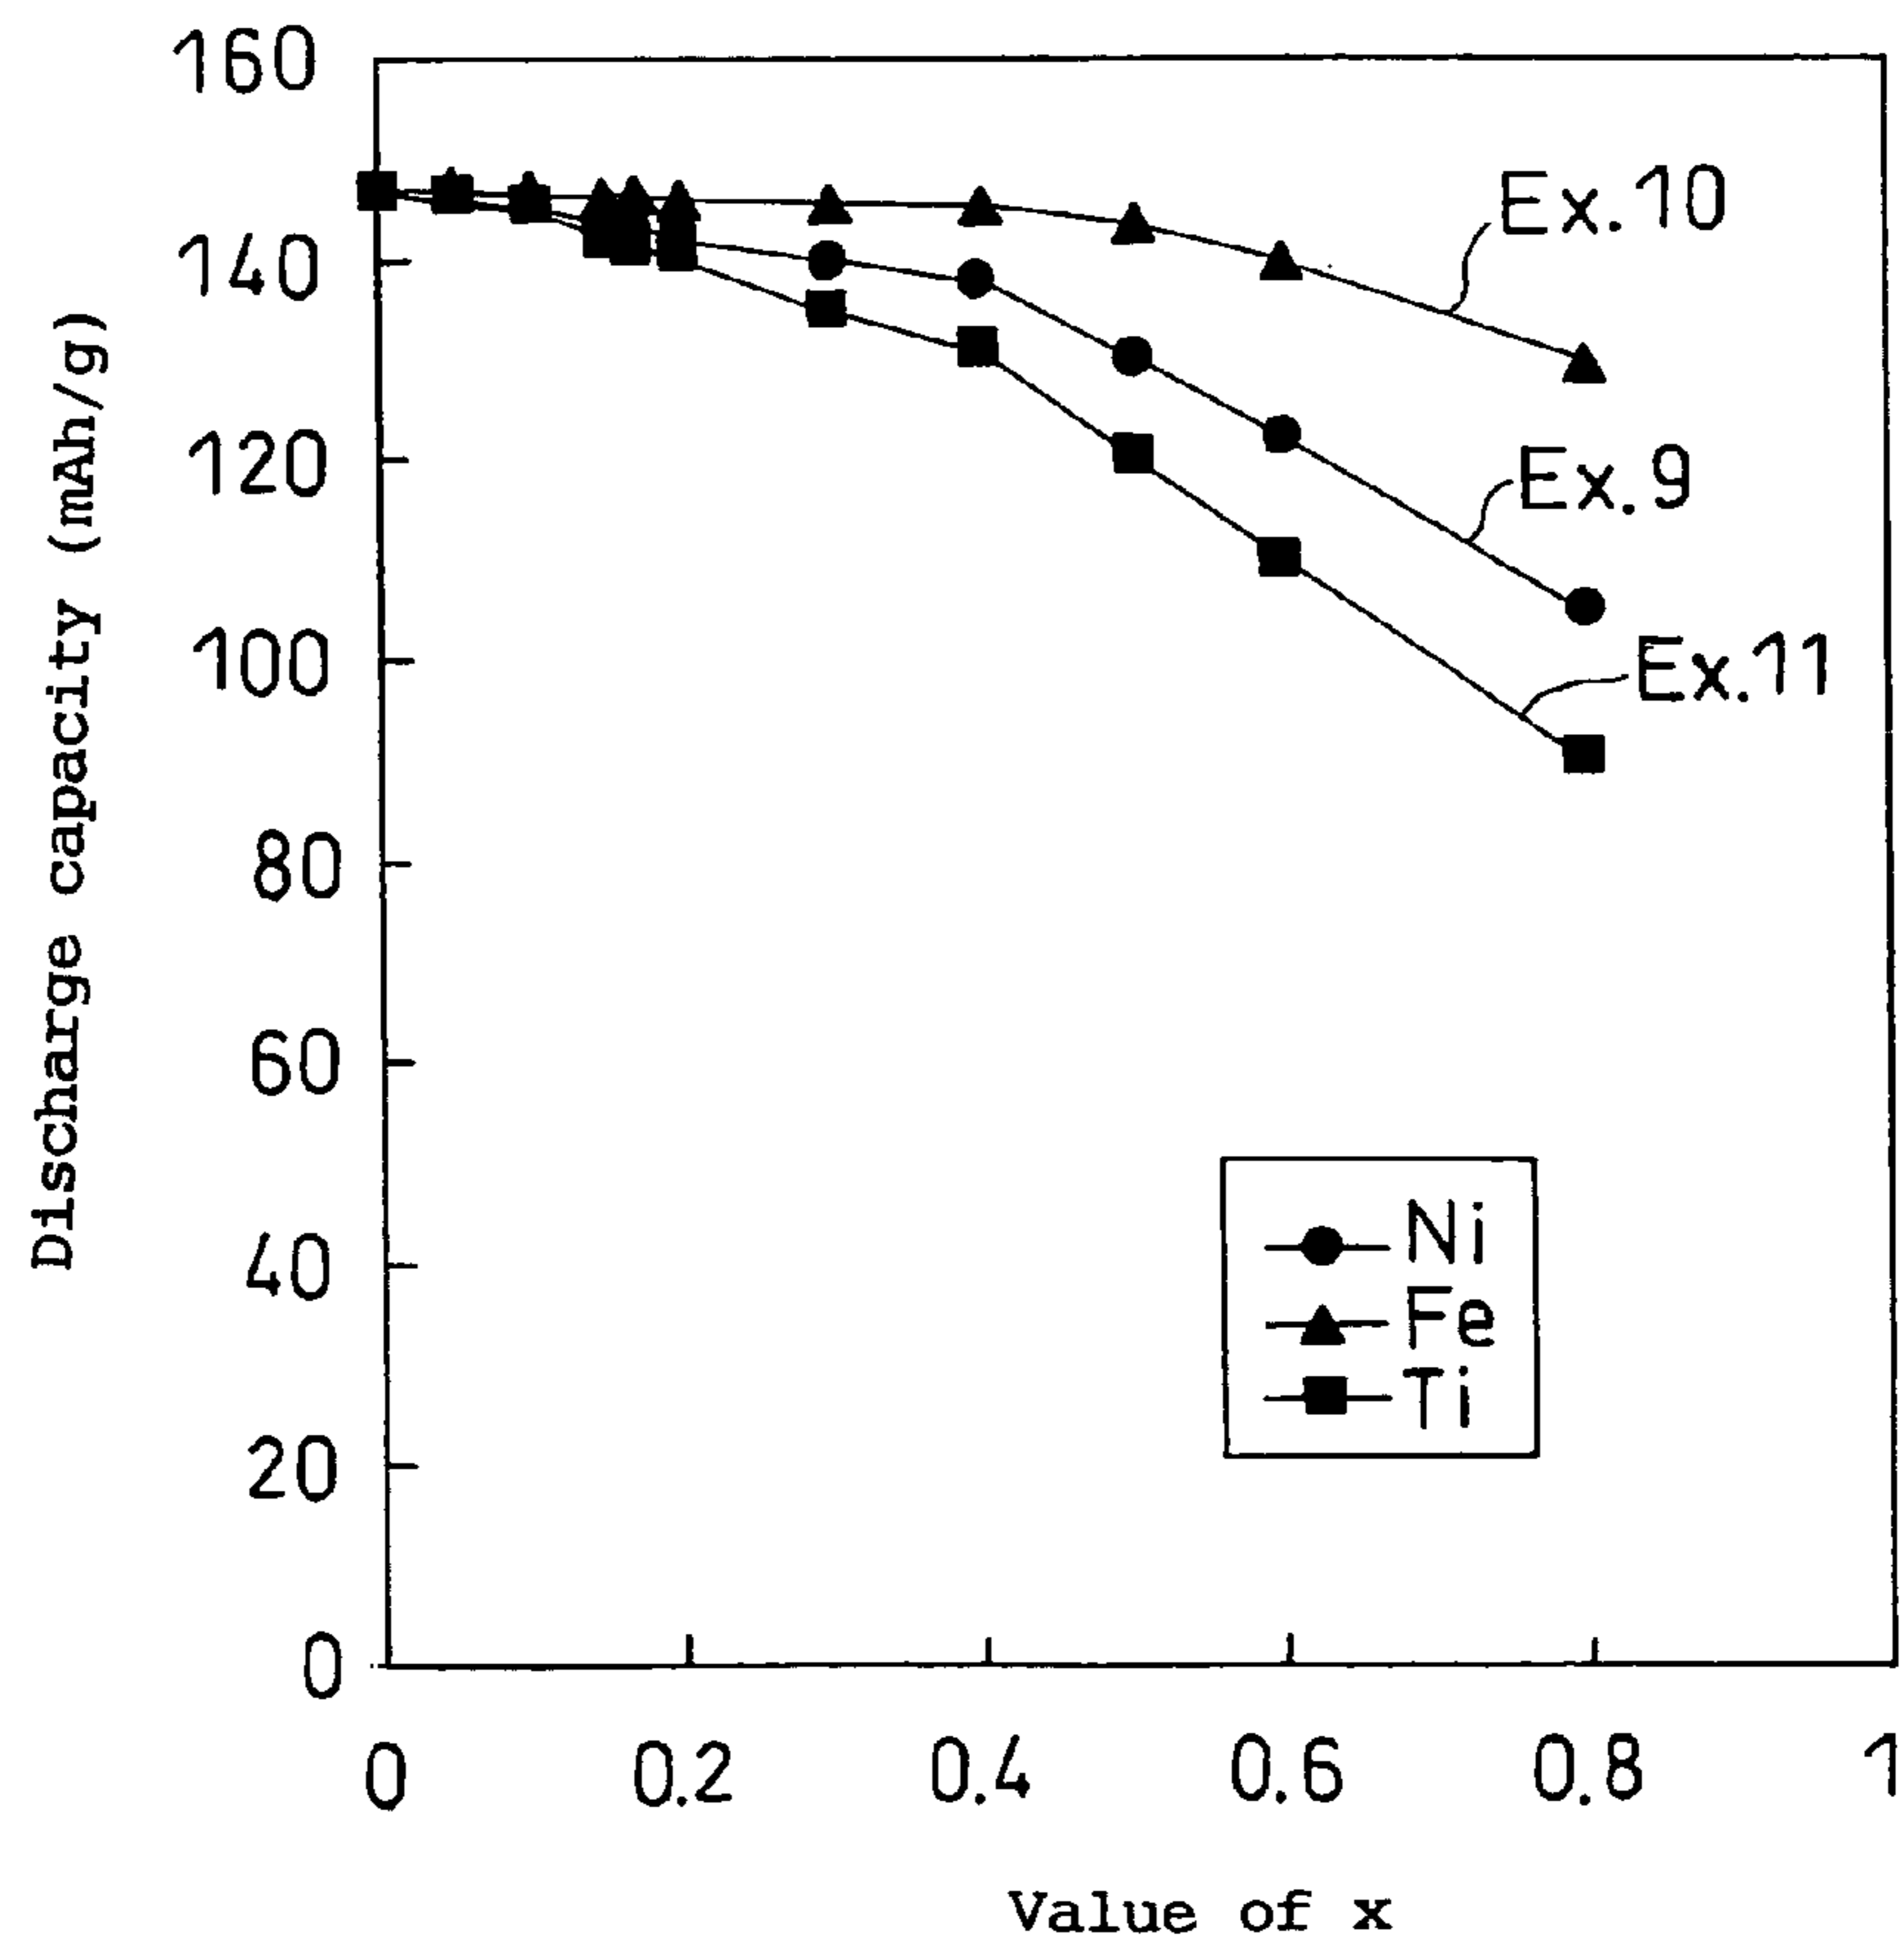 160
140
120
100
80
60
40
20
0
Discharge capacity (mAh/g)
Ex.10
Ex.9
Ex.11
Ni
Fe
Ti
0 0.2 0.4 0.6 0.8 1
Value of x